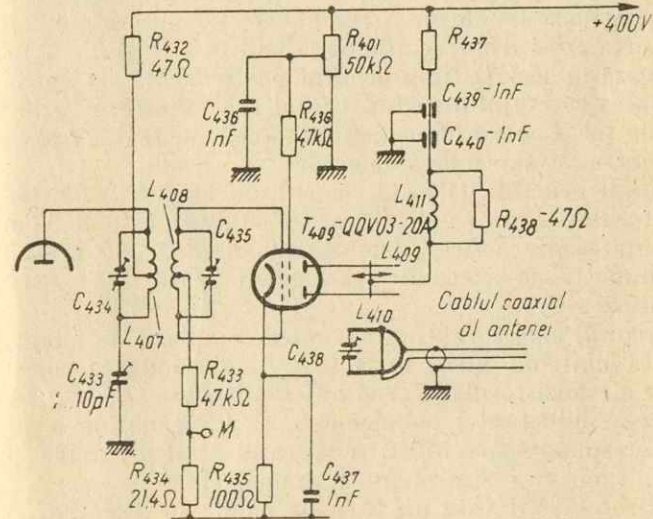 +400V
R432
47Ω
R401
50kΩ
R437
C436
1nF
R436
47kΩ
C439-1nF
C440-1nF
L408
C435
T409-QQV03-20A
L411
R438-47Ω
L409
C434
L407
L410
Cablul coaxial
al antenei
C433
1...10pF
C438
R433
47kΩ
M
R434
21,4Ω
R435
100Ω
C437
1nF